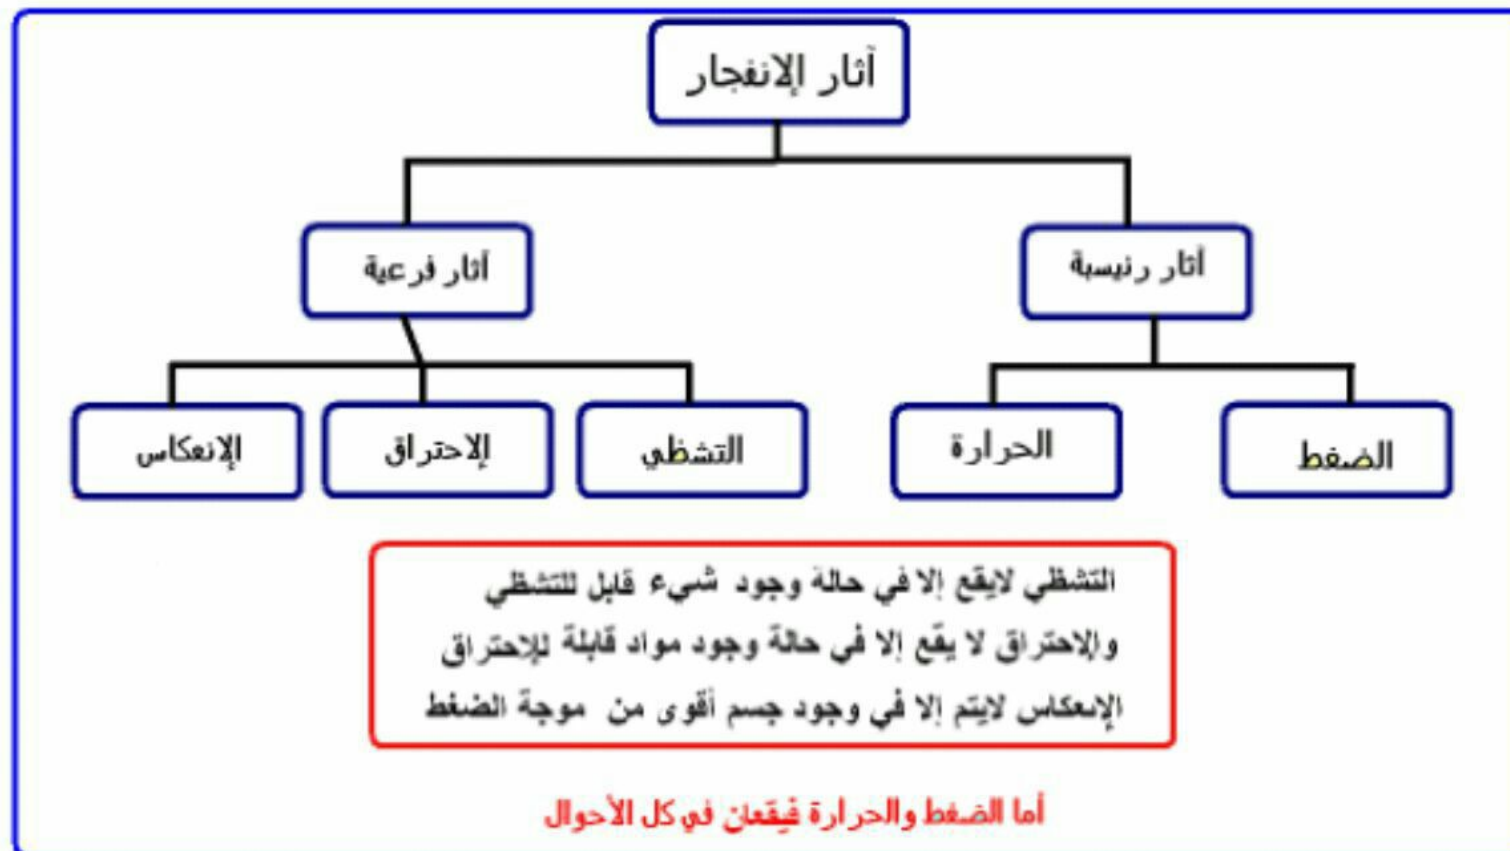 آثار الإنفجار
آثار رئيسية
آثار فرعية
الضغط
الحرارة
التشظي
الإحتراق
الإنعكاس
التشظي لايقع إلا في حالة وجود شيء قابل للتشظي
والإحتراق لا يقع إلا في حالة وجود مواد قابلة للإحتراق
الإنعكاس لايتم إلا في وجود جسم أقوى من موجة الضغط
أما الضغط والحرارة فيقعان في كل الأحوال